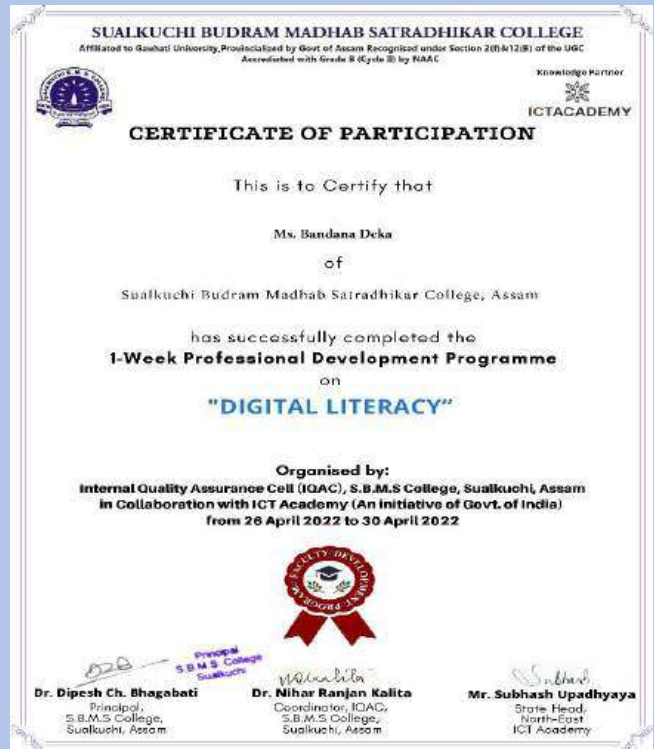 SUALKUCHI BUDRAM MADHAB SATRADHIKAR COLLEGE
Affiliated to Gauhati University, Provincialized by Govt of Assam Recognised under Section 2(f)&12(B) of the UGC
Accrediated with Grade B (Cycle II) by NAAC
Knowledge Partner
ICTACADEMY
CERTIFICATE OF PARTICIPATION
This is to Certify that
Ms. Bandana Deka
of
Sualkuchi Budram Madhab Satradhikar College, Assam
has successfully completed the
1-Week Professional Development Programme
on
"DIGITAL LITERACY"
Organised by:
Internal Quality Assurance Cell (IQAC), S.B.M.S College, Sualkuchi, Assam
in Collaboration with ICT Academy (An initiative of Govt. of India)
from 26 April 2022 to 30 April 2022
FACULTY DEVELOPMENT PROGRAM
Principal
S.B.M.S. College
Sualkuchi
Dr. Dipesh Ch. Bhagabati
Principal,
S.B.M.S College,
Sualkuchi, Assam
Dr. Nihar Ranjan Kalita
Coordinator, IQAC,
S.B.M.S College,
Sualkuchi, Assam
Mr. Subhash Upadhyaya
State Head,
North-East
ICT Academy